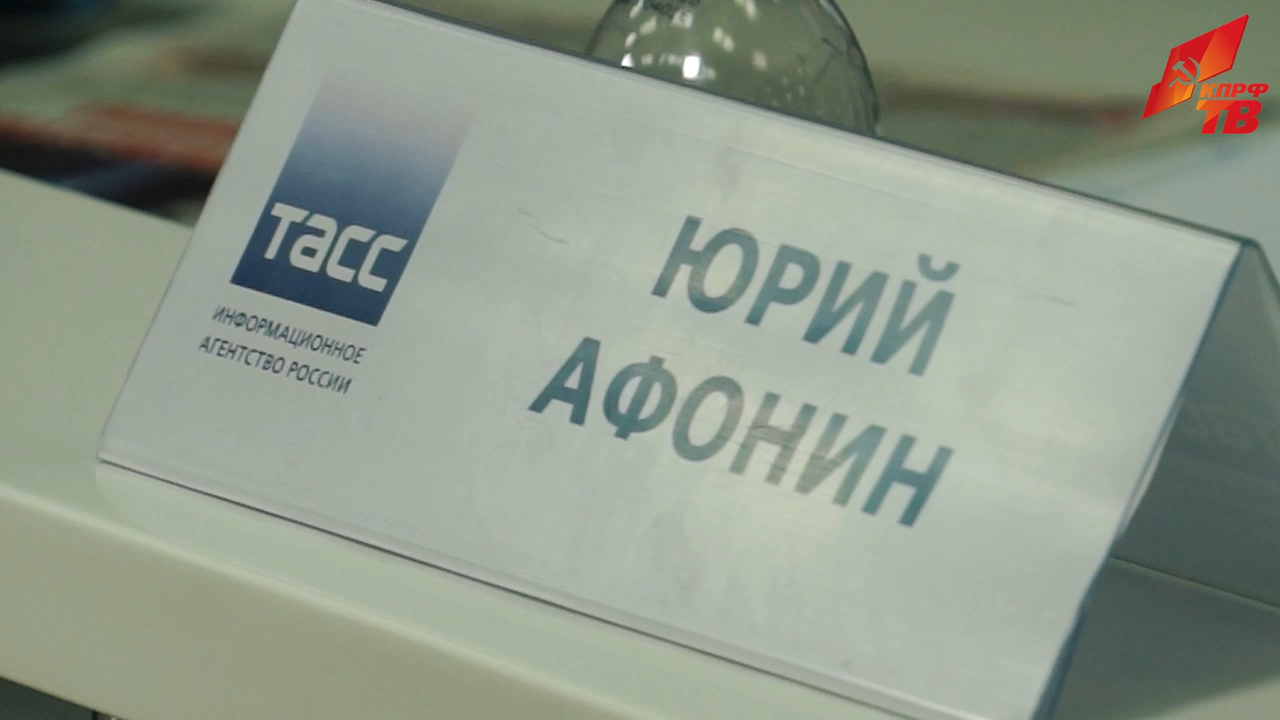 КПРФ
ТВ
ТАСС
ИНФОРМАЦИОННОЕ
АГЕНТСТВО РОССИИ
ЮРИЙ
АФОНИН